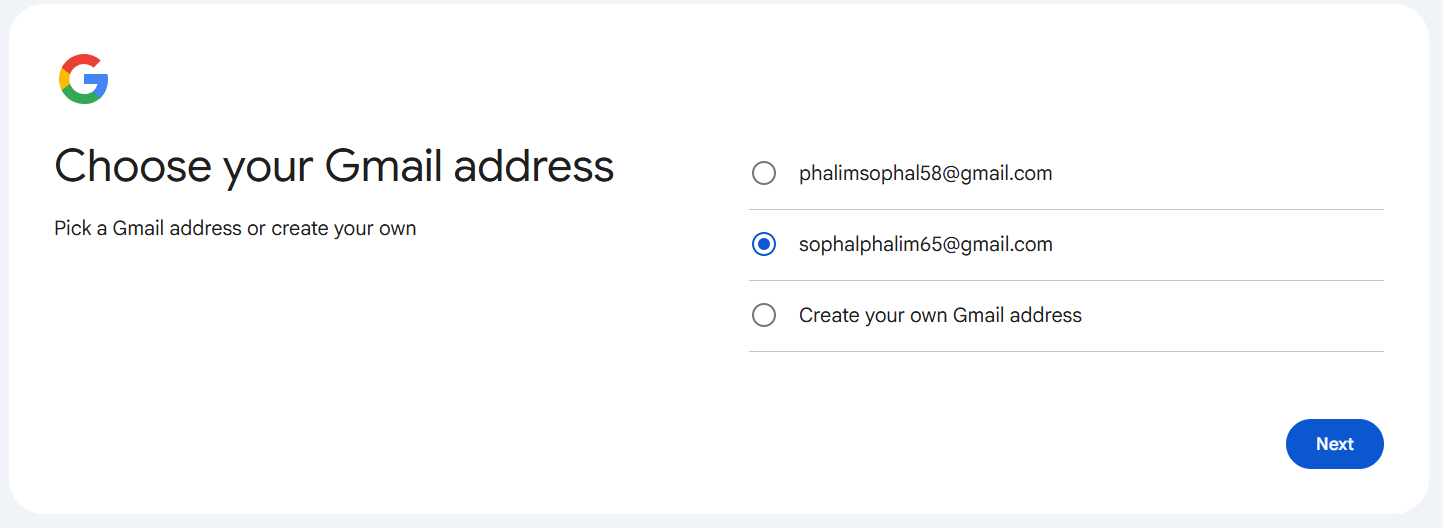 Choose your Gmail address
Pick a Gmail address or create your own
phalimsophal58@gmail.com
sophalphalim65@gmail.com
Create your own Gmail address
Next